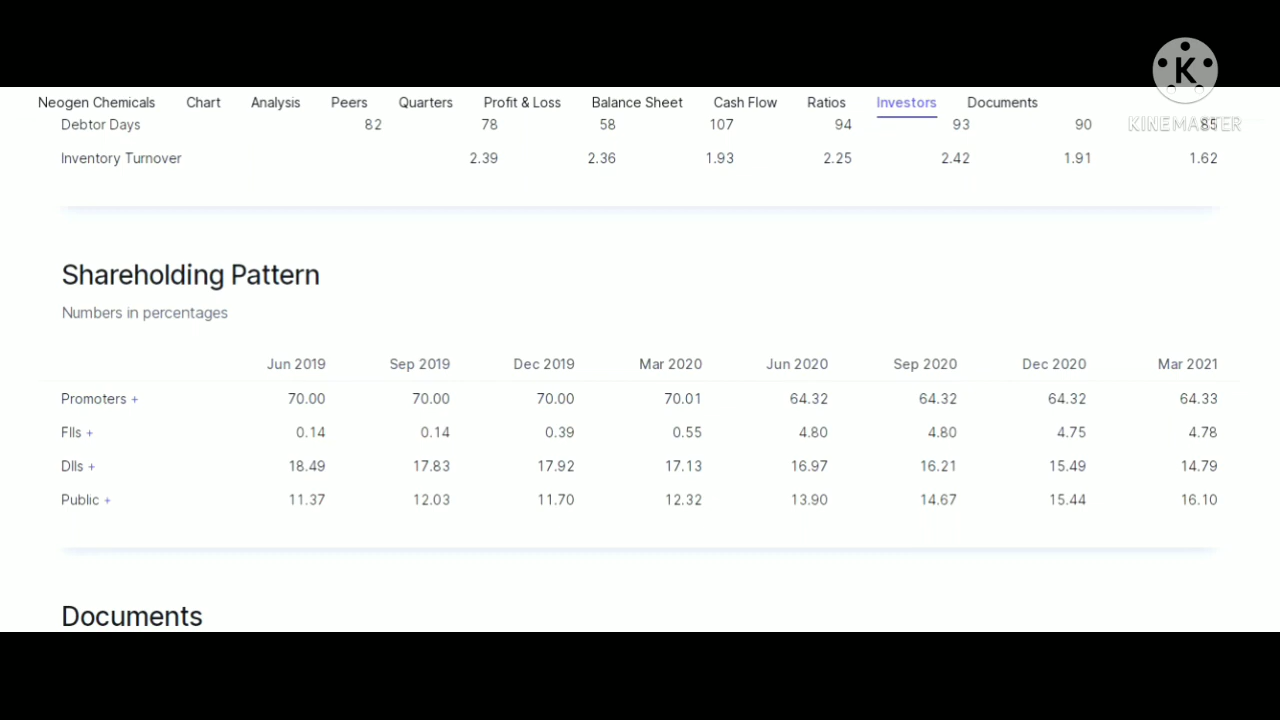 K
KINEMASTER
Neogen Chemicals Chart Analysis Peers Quarters Profit & Loss Balance Sheet Cash Flow Ratios Investors Documents
Debtor Days 82 78 58 107 94 93 90 85
Inventory Turnover 2.39 2.36 1.93 2.25 2.42 1.91 1.62
Shareholding Pattern
Numbers in percentages
Jun 2019 Sep 2019 Dec 2019 Mar 2020 Jun 2020 Sep 2020 Dec 2020 Mar 2021
Promoters + 70.00 70.00 70.00 70.01 64.32 64.32 64.32 64.33
FIIs + 0.14 0.14 0.39 0.55 4.80 4.80 4.75 4.78
DIIs + 18.49 17.83 17.92 17.13 16.97 16.21 15.49 14.79
Public + 11.37 12.03 11.70 12.32 13.90 14.67 15.44 16.10
Documents